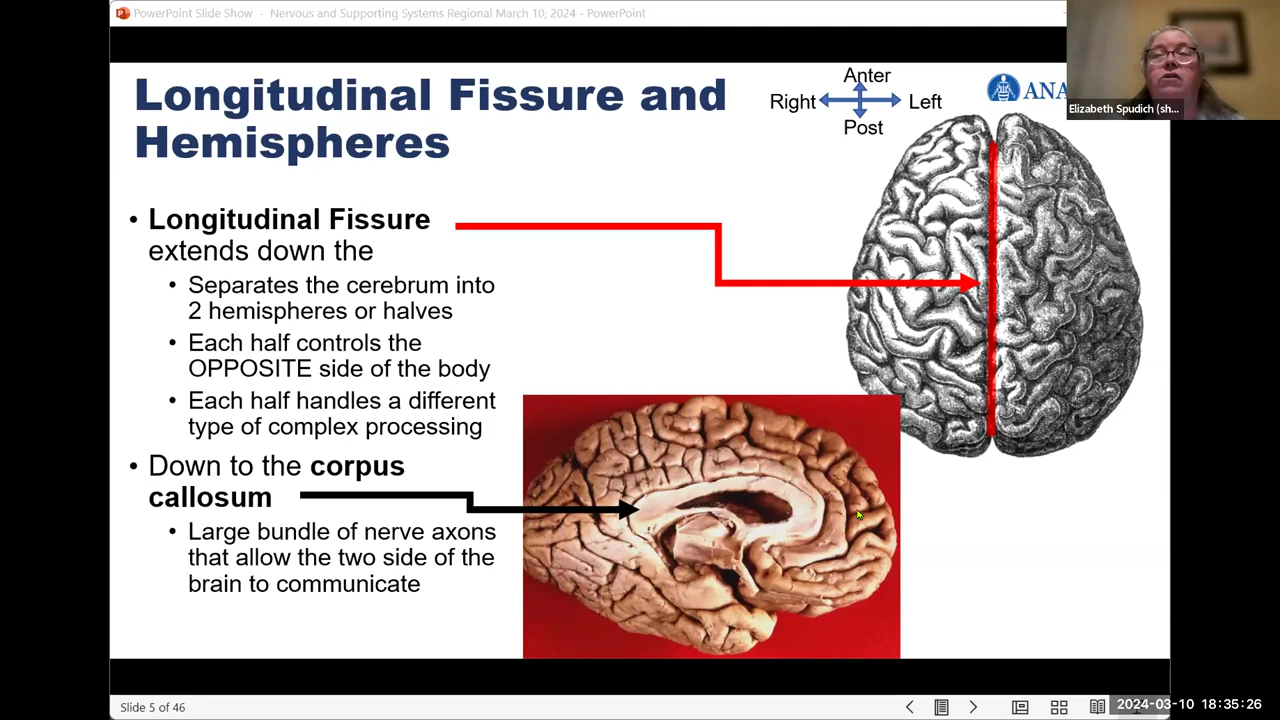 PowerPoint Slide Show - Nervous and Supporting Systems Regional March 10, 2024 - PowerPoint
Longitudinal Fissure and
Hemispheres
Anter
Right
Left
Post
ANA
Elizabeth Spudich (sh...
• Longitudinal Fissure
extends down the
• Separates the cerebrum into
2 hemispheres or halves
• Each half controls the
OPPOSITE side of the body
• Each half handles a different
type of complex processing
• Down to the corpus
callosum
• Large bundle of nerve axons
that allow the two side of the
brain to communicate
Slide 5 of 46
2024-03-10 18:35:26